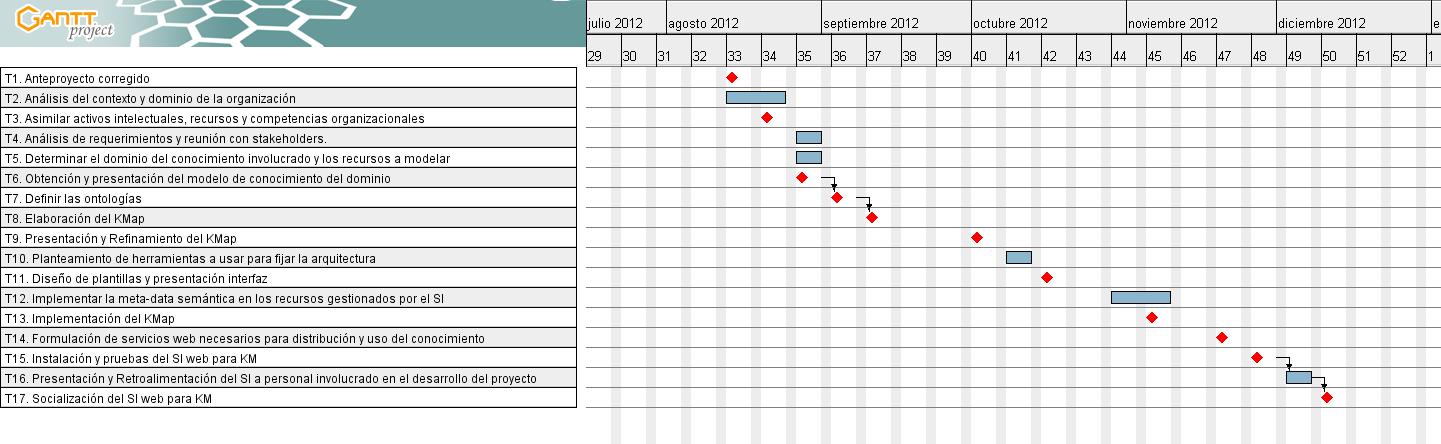 GANTT
project
julio 2012 agosto 2012 septiembre 2012 octubre 2012 noviembre 2012 diciembre 2012 e
29 30 31 32 33 34 35 36 37 38 39 40 41 42 43 44 45 46 47 48 49 50 51 52 1
T1. Anteproyecto corregido
T2. Análisis del contexto y dominio de la organización
T3. Asimilar activos intelectuales, recursos y competencias organizacionales
T4. Análisis de requerimientos y reunión con stakeholders.
T5. Determinar el dominio del conocimiento involucrado y los recursos a modelar
T6. Obtención y presentación del modelo de conocimiento del dominio
T7. Definir las ontologías
T8. Elaboración del KMap
T9. Presentación y Refinamiento del KMap
T10. Planteamiento de herramientas a usar para fijar la arquitectura
T11. Diseño de plantillas y presentación interfaz
T12. Implementar la meta-data semántica en los recursos gestionados por el SI
T13. Implementación del KMap
T14. Formulación de servicios web necesarios para distribución y uso del conocimiento
T15. Instalación y pruebas del SI web para KM
T16. Presentación y Retroalimentación del SI a personal involucrado en el desarrollo del proyecto
T17. Socialización del SI web para KM